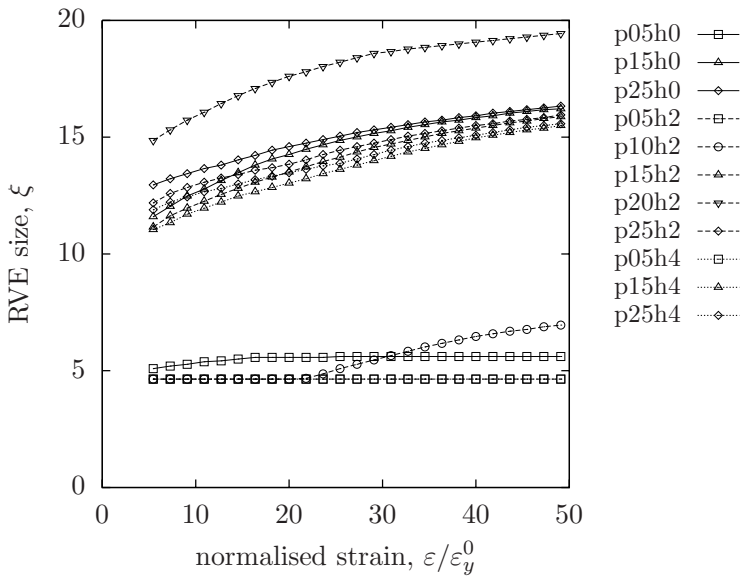 20
15
10
5
0
0 10 20 30 40 50
RVE size, ξ
normalised strain, ε/ε_y^0
p05h0
p15h0
p25h0
p05h2
p10h2
p15h2
p20h2
p25h2
p05h4
p15h4
p25h4